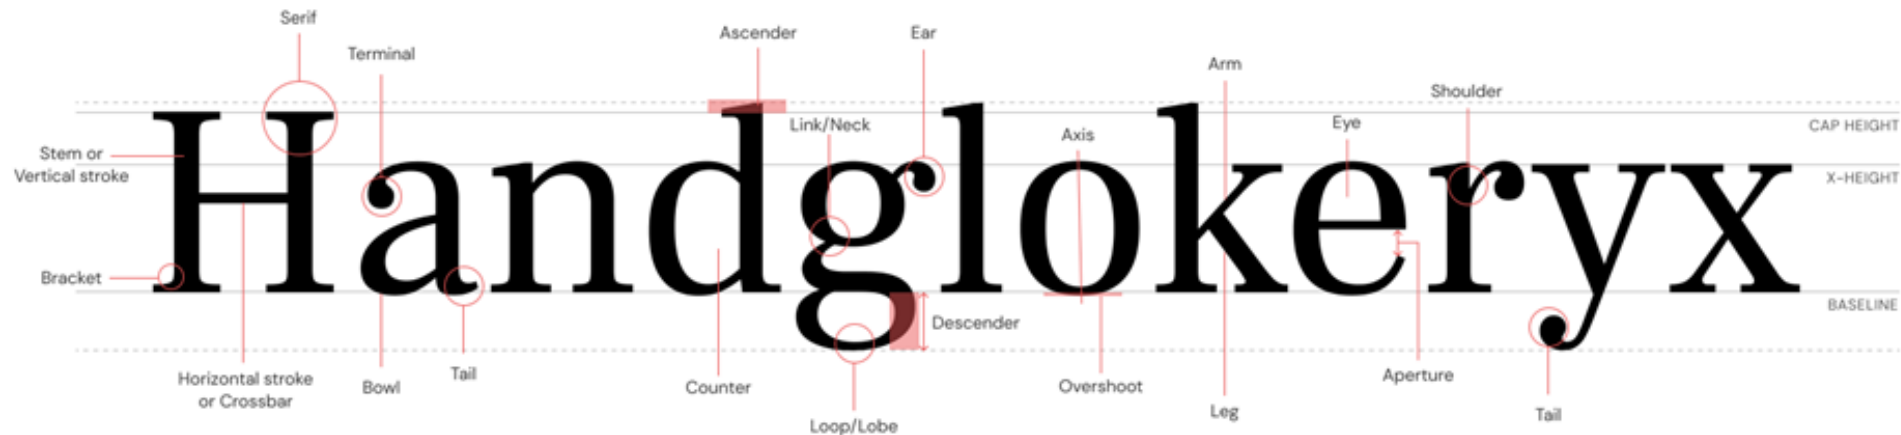 Serif
Terminal
Ascender
Ear
Arm
Shoulder
Link/Neck
Axis
Eye
CAP HEIGHT
Stem or
Vertical stroke
X-HEIGHT
Handglokeryx
Bracket
BASELINE
Descender
Horizontal stroke
or Crossbar
Bowl
Tail
Counter
Loop/Lobe
Overshoot
Leg
Aperture
Tail